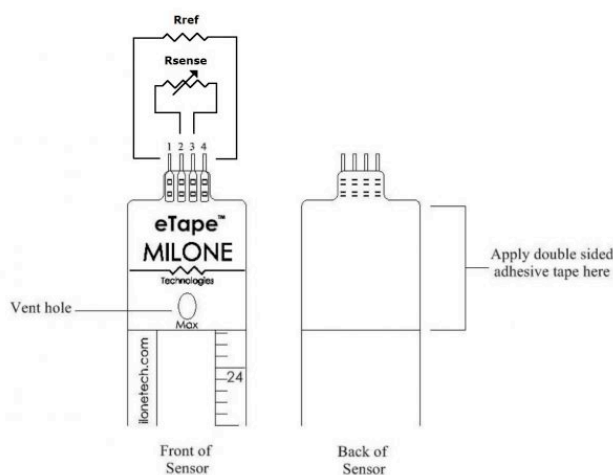 Rref
Rsense
1 2 3 4
eTape™
MILONE
Technologies
Vent hole
Max
ilonetech.com
24
Apply double sided
adhesive tape here
Front of
Sensor
Back of
Sensor